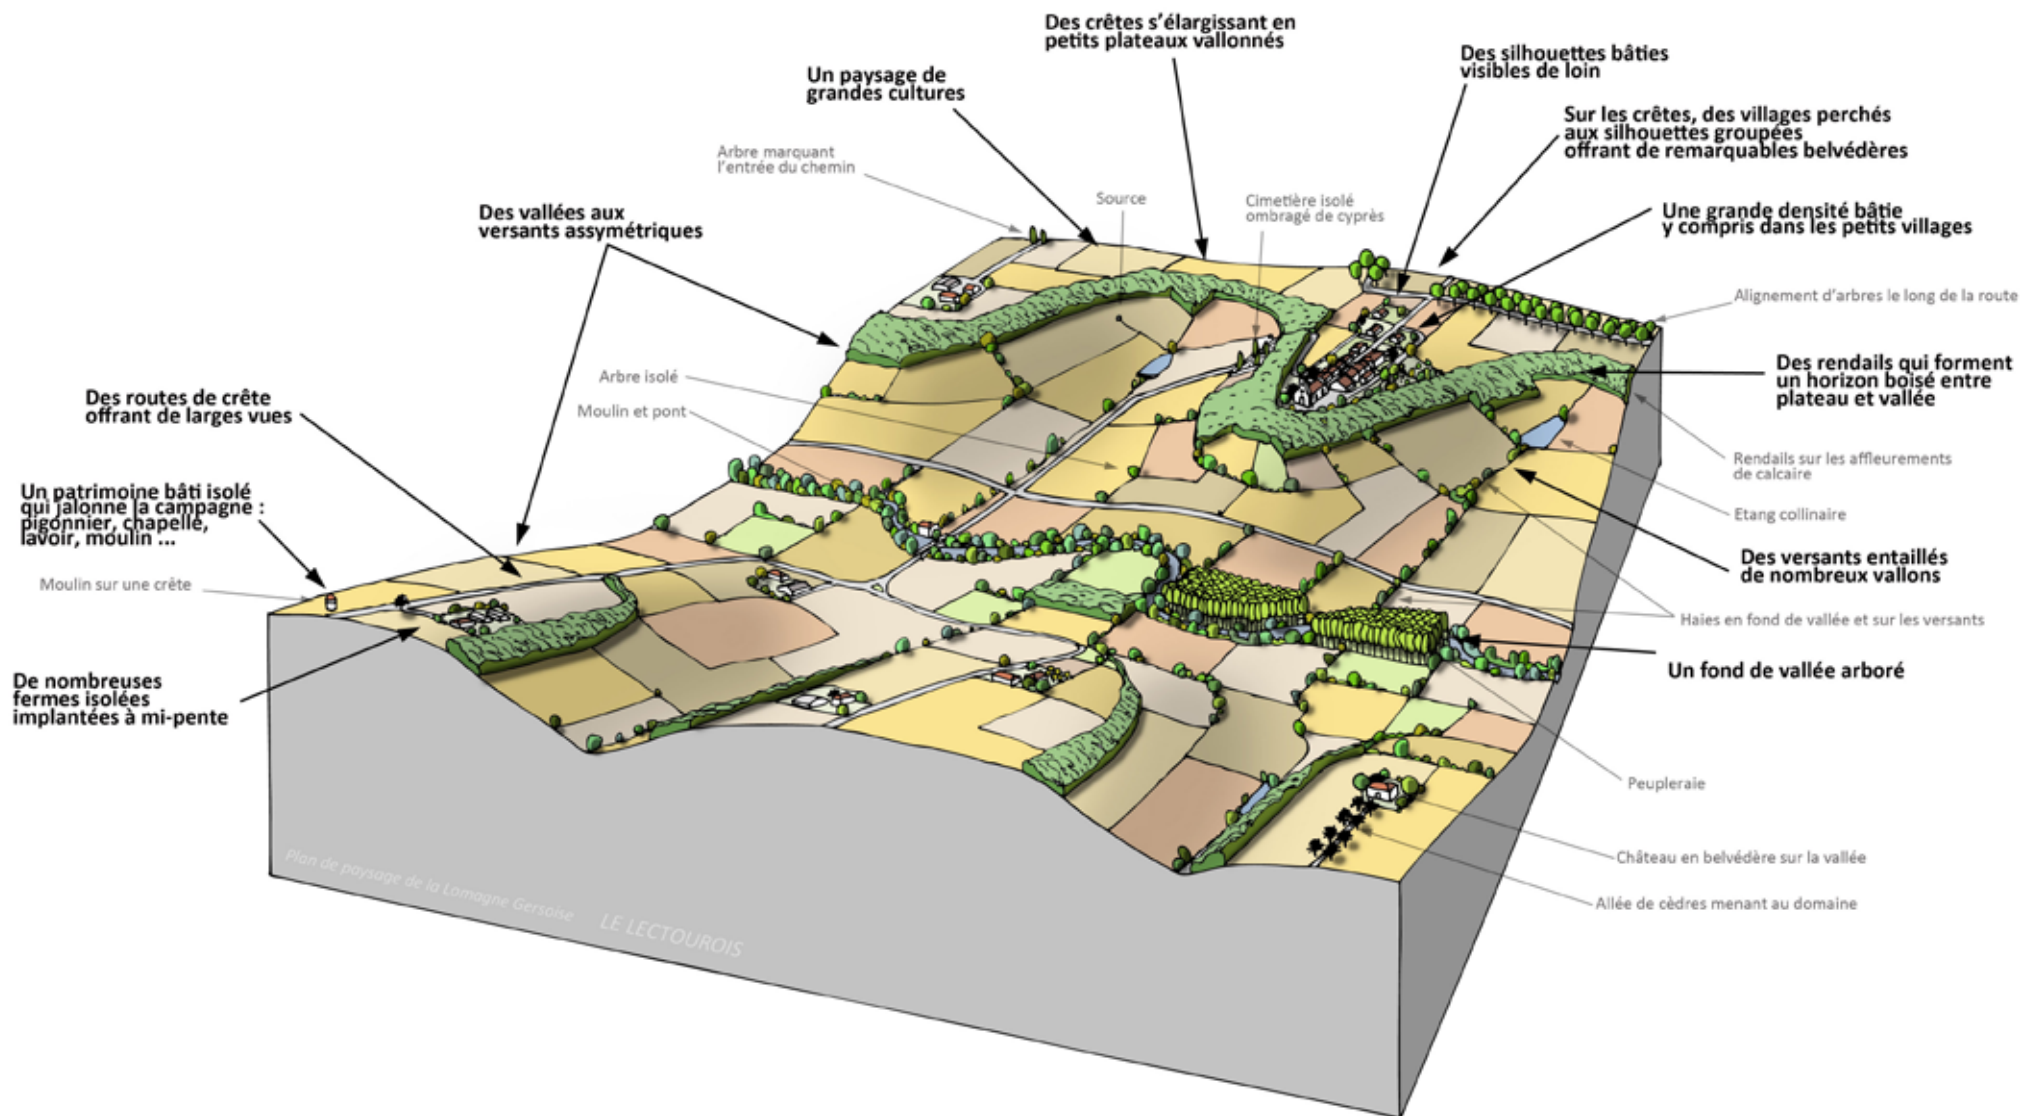 Des crêtes s'élargissant en
petits plateaux vallonnés
Des silhouettes bâties
visibles de loin
Un paysage de
grandes cultures
Sur les crêtes, des villages perchés
aux silhouettes groupées
offrant de remarquables belvédères
Arbre marquant
l'entrée du chemin
Source
Cimetière isolé
ombragé de cyprès
Des vallées aux
versants assymétriques
Une grande densité bâtie
y compris dans les petits villages
Alignement d'arbres le long de la route
Arbre isolé
Moulin et pont
Des rendails qui forment
un horizon boisé entre
plateau et vallée
Des routes de crête
offrant de larges vues
Rendails sur les affleurements
de calcaire
Un patrimoine bâti isolé
qui jalonne la campagne :
pigonnier, chapelle,
lavoir, moulin ...
Etang collinaire
Des versants entaillés
de nombreux vallons
Moulin sur une crête
Haies en fond de vallée et sur les versants
Un fond de vallée arboré
De nombreuses
fermes isolées
implantées à mi-pente
Peupleraie
Château en belvédère sur la vallée
Allée de cèdres menant au domaine
Plan de paysage de la Lomagne Gersoise
LE LECTOUROIS